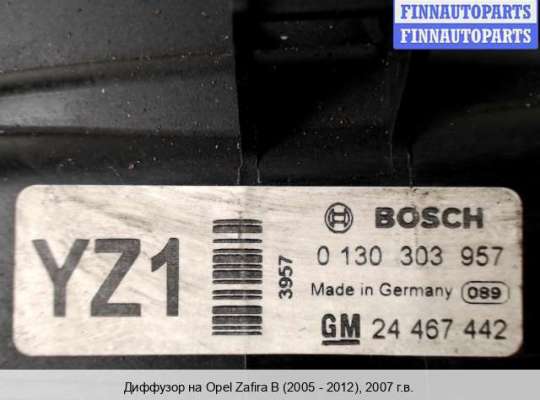 FINNAUTOPARTS
FINNAUTOPARTS
YZ1
3957
BOSCH
0 130 303 957
Made in Germany 089
GM 24 467 442
Диффузор на Opel Zafira B (2005 - 2012), 2007 г.в.